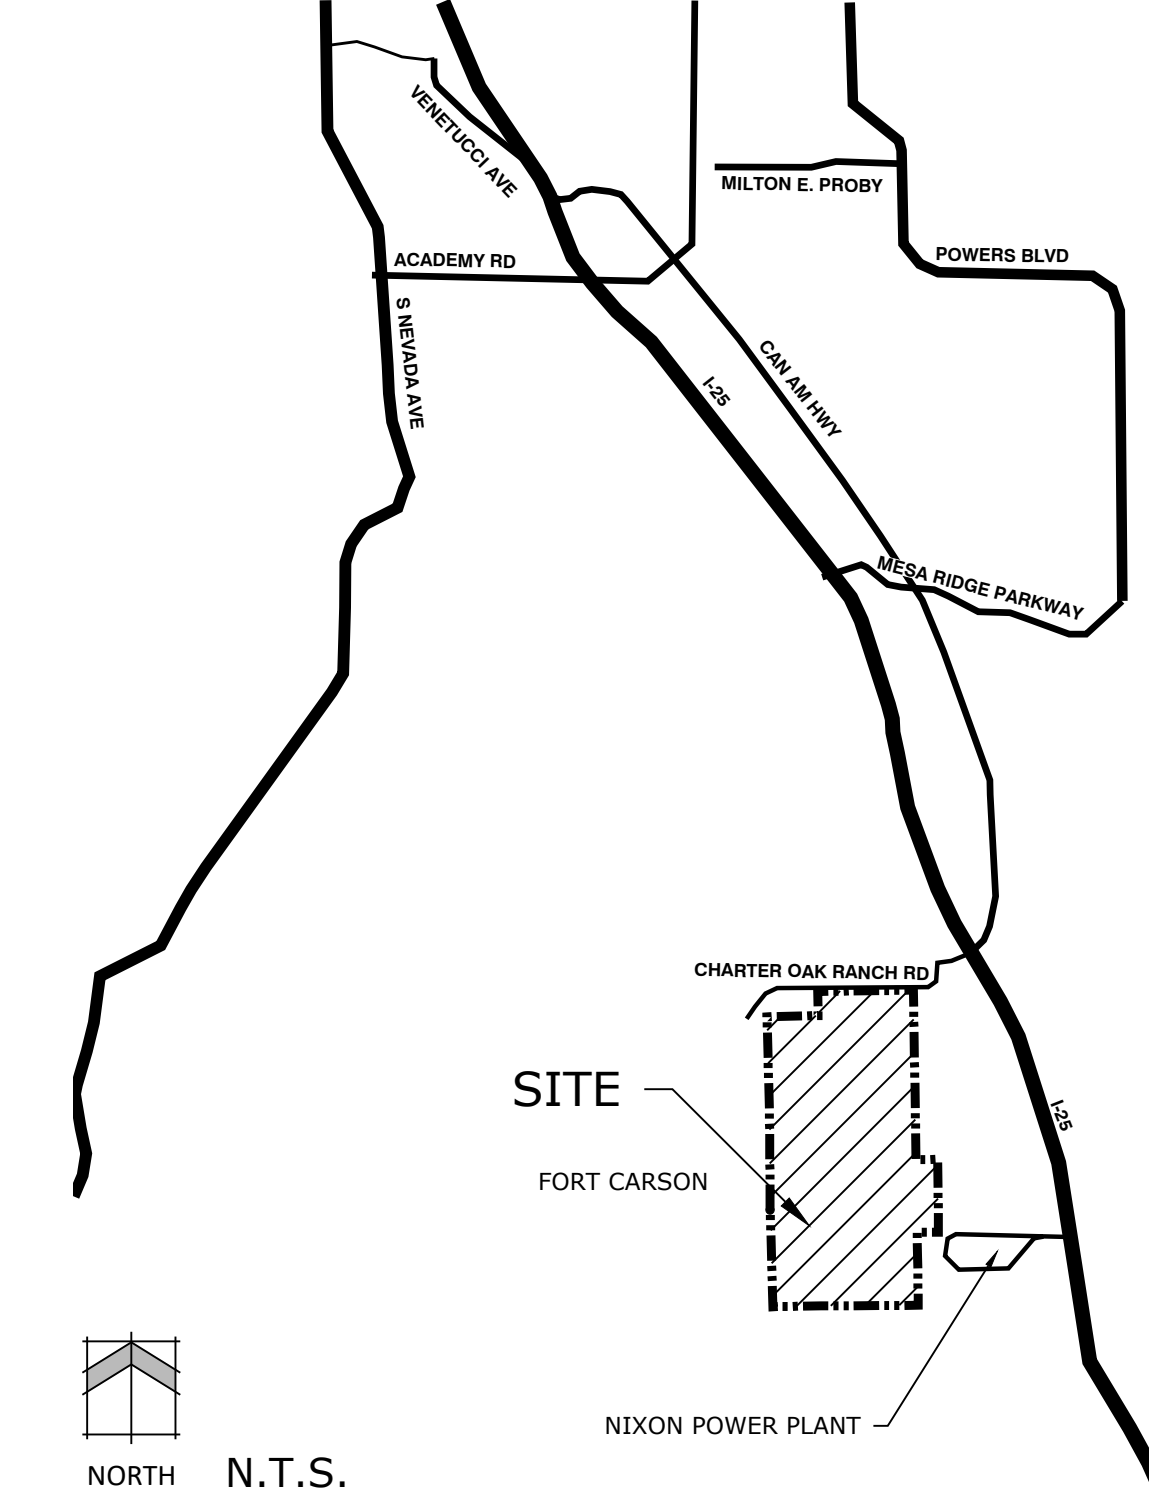 VENETUCCI AVE
MILTON E. PROBY
ACADEMY RD
POWERS BLVD
S NEVADA AVE
I-25
CAN AM HWY
MESA RIDGE PARKWAY
CHARTER OAK RANCH RD
SITE
I-25
FORT CARSON
NIXON POWER PLANT
NORTH
N.T.S.